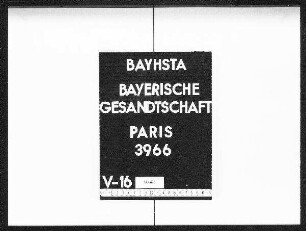 BAYHSTA
BAYERISCHE
GESANDTSCHAFT
PARIS
3966
V-16